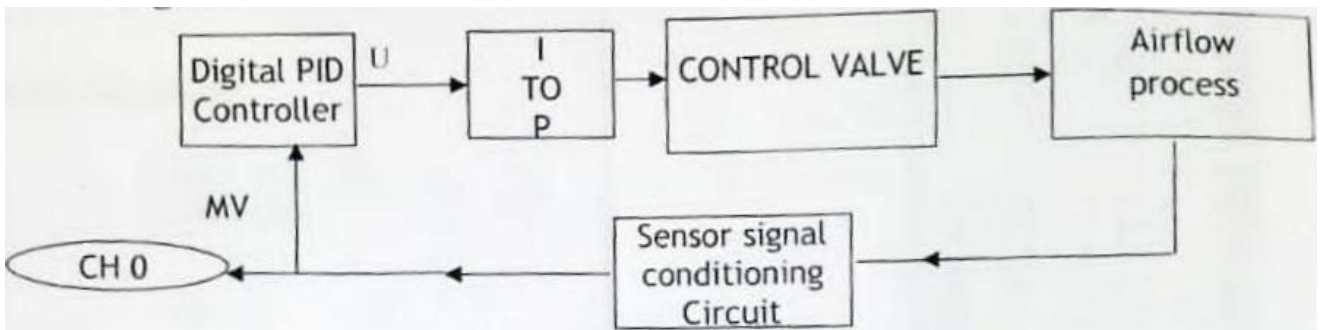 Digital PID
Controller
U
I
TO
P
CONTROL VALVE
Airflow
process
MV
CH 0
Sensor signal
conditioning
Circuit